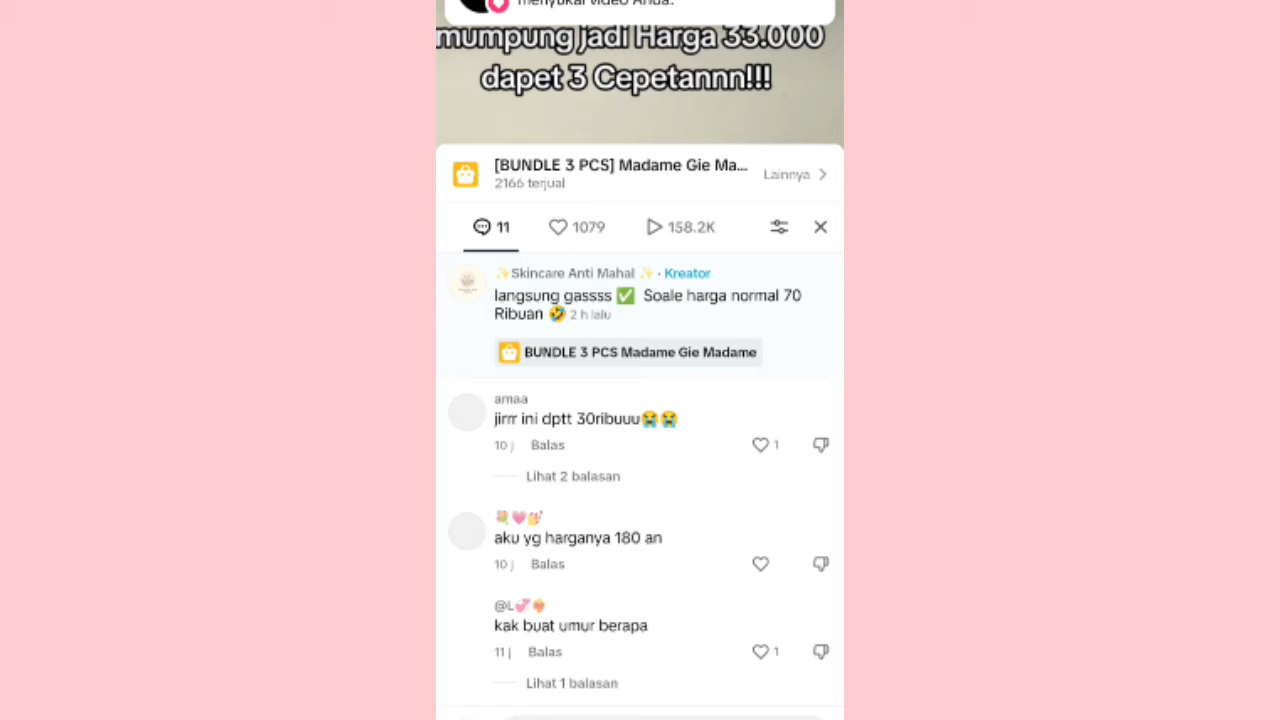 menyukai video Anda.
mumpung jadi Harga 33.000
dapet 3 Cepetannn!!!
[BUNDLE 3 PCS] Madame Gie Ma...
2166 terjual
Lainnya
11
1079
158.2K
✨Skincare Anti Mahal ✨ · Kreator
langsung gassss ✅ Soale harga normal 70
Ribuan 🤣 2 h lalu
BUNDLE 3 PCS Madame Gie Madame
amaa
jirrr ini dptt 30ribuuu😭😭
10 j Balas
1
Lihat 2 balasan
💐💗💅
aku yg harganya 180 an
10 j Balas
@L💞❤️‍🔥
kak buat umur berapa
11 j Balas
1
Lihat 1 balasan